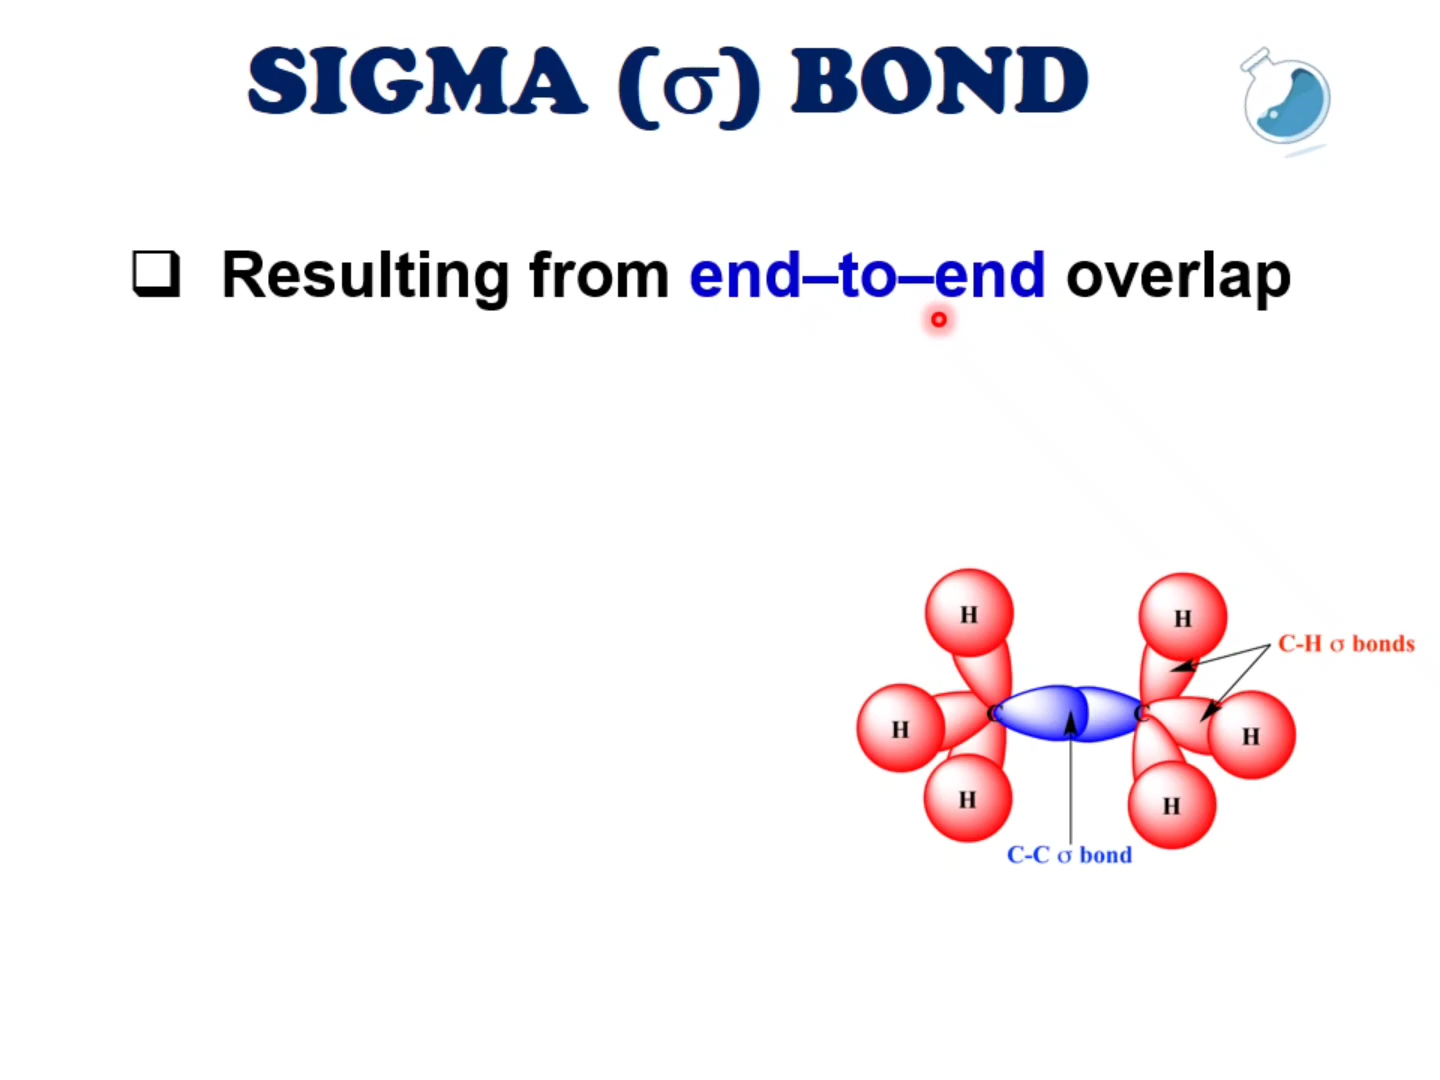 SIGMA (σ) BOND
❑ Resulting from end–to–end overlap
H
H
C-H σ bonds
C
C
H
H
H
H
C-C σ bond